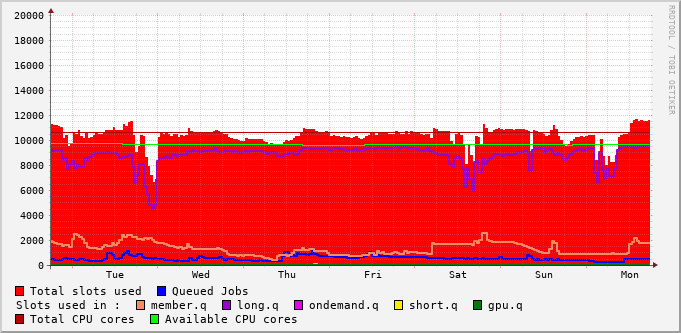 RRDTOOL / TOBI OETIKER
20000
18000
16000
14000
12000
10000
8000
6000
4000
2000
0
Tue Wed Thu Fri Sat Sun Mon
Total slots used Queued Jobs
Slots used in : member.q long.q ondemand.q short.q gpu.q
Total CPU cores Available CPU cores